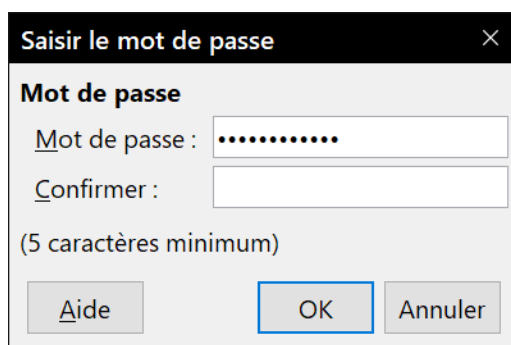 Saisir le mot de passe
Mot de passe
Mot de passe : ••••••••••••
Confirmer :
(5 caractères minimum)
Aide OK Annuler